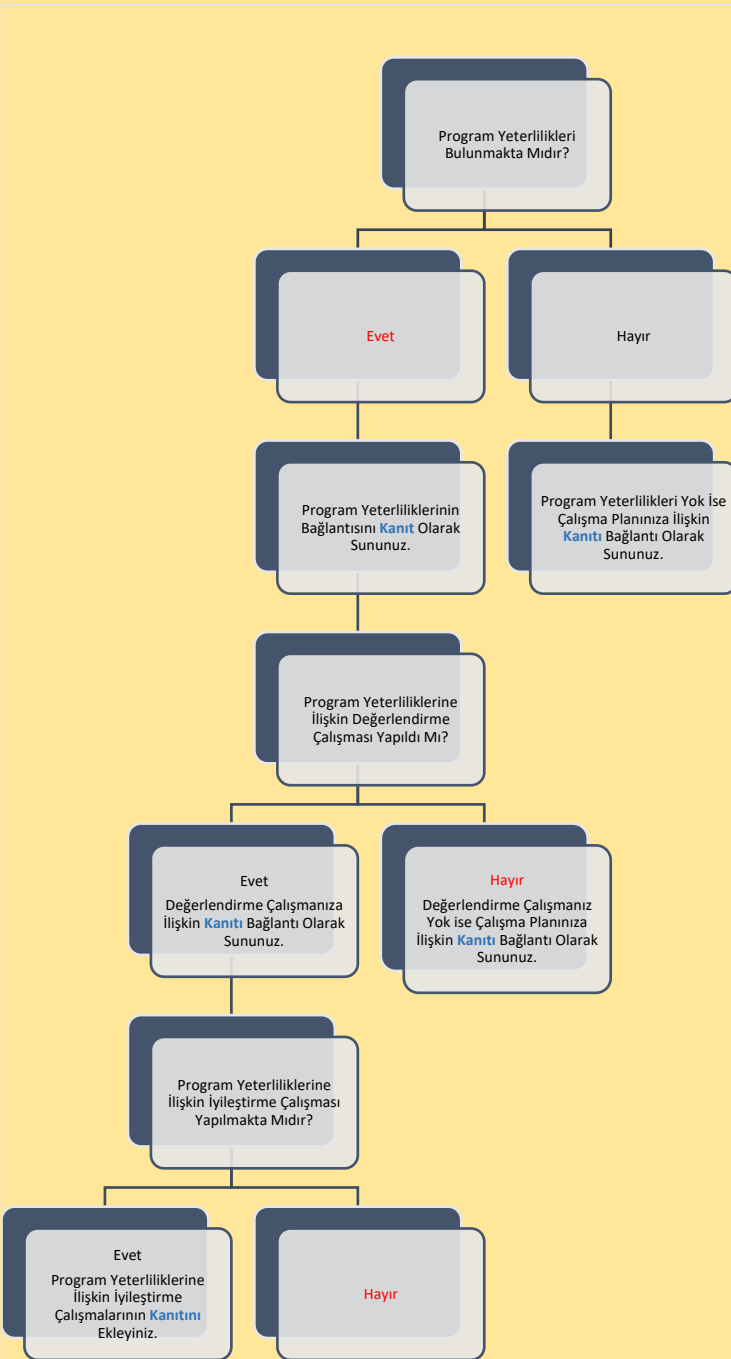 Program Yeterlilikleri
Bulunmakta Mıdır?
Evet
Hayır
Program Yeterliliklerinin
Bağlantısını Kanıt Olarak
Sununuz.
Program Yeterlilikleri Yok İse
Çalışma Planınıza İlişkin
Kanıtı Bağlantı Olarak
Sununuz.
Program Yeterliliklerine
İlişkin Değerlendirme
Çalışması Yapıldı Mı?
Evet
Değerlendirme Çalışmanıza
İlişkin Kanıtı Bağlantı Olarak
Sununuz.
Hayır
Değerlendirme Çalışmanız
Yok ise Çalışma Planınıza
İlişkin Kanıtı Bağlantı Olarak
Sununuz.
Program Yeterliliklerine
İlişkin İyileştirme Çalışması
Yapılmakta Mıdır?
Evet
Program Yeterliliklerine
İlişkin İyileştirme
Çalışmalarının Kanıtını
Ekleyiniz.
Hayır